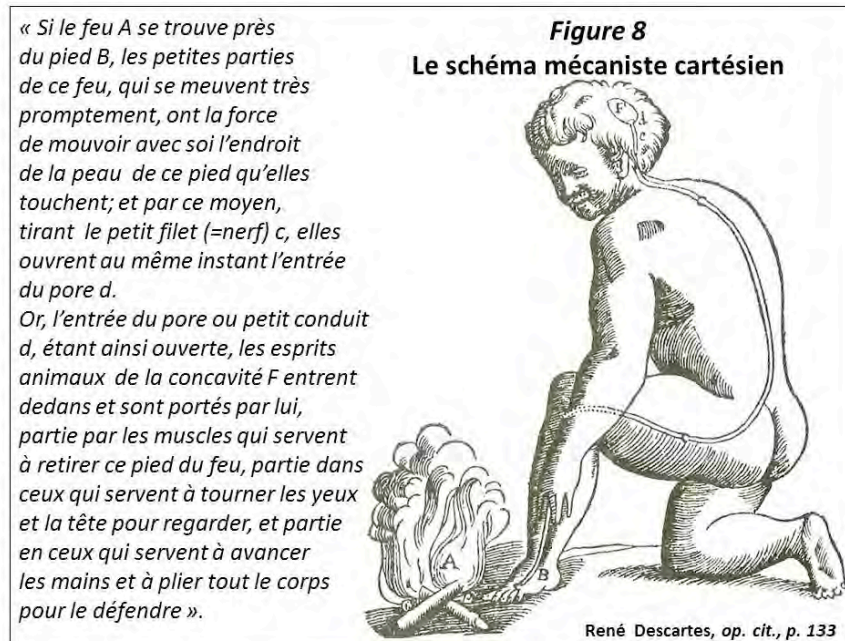 « Si le feu A se trouve près
du pied B, les petites parties
de ce feu, qui se meuvent très
promptement, ont la force
de mouvoir avec soi l’endroit
de la peau de ce pied qu’elles
touchent; et par ce moyen,
tirant le petit filet (=nerf) c, elles
ouvrent au même instant l’entrée
du pore d.
Or, l’entrée du pore ou petit conduit
d, étant ainsi ouverte, les esprits
animaux de la concavité F entrent
dedans et sont portés par lui,
partie par les muscles qui servent
à retirer ce pied du feu, partie dans
ceux qui servent à tourner les yeux
et la tête pour regarder, et partie
en ceux qui servent à avancer
les mains et à plier tout le corps
pour le défendre ».
Figure 8
Le schéma mécaniste cartésien
F
d
c
A
B
René Descartes, op. cit., p. 133